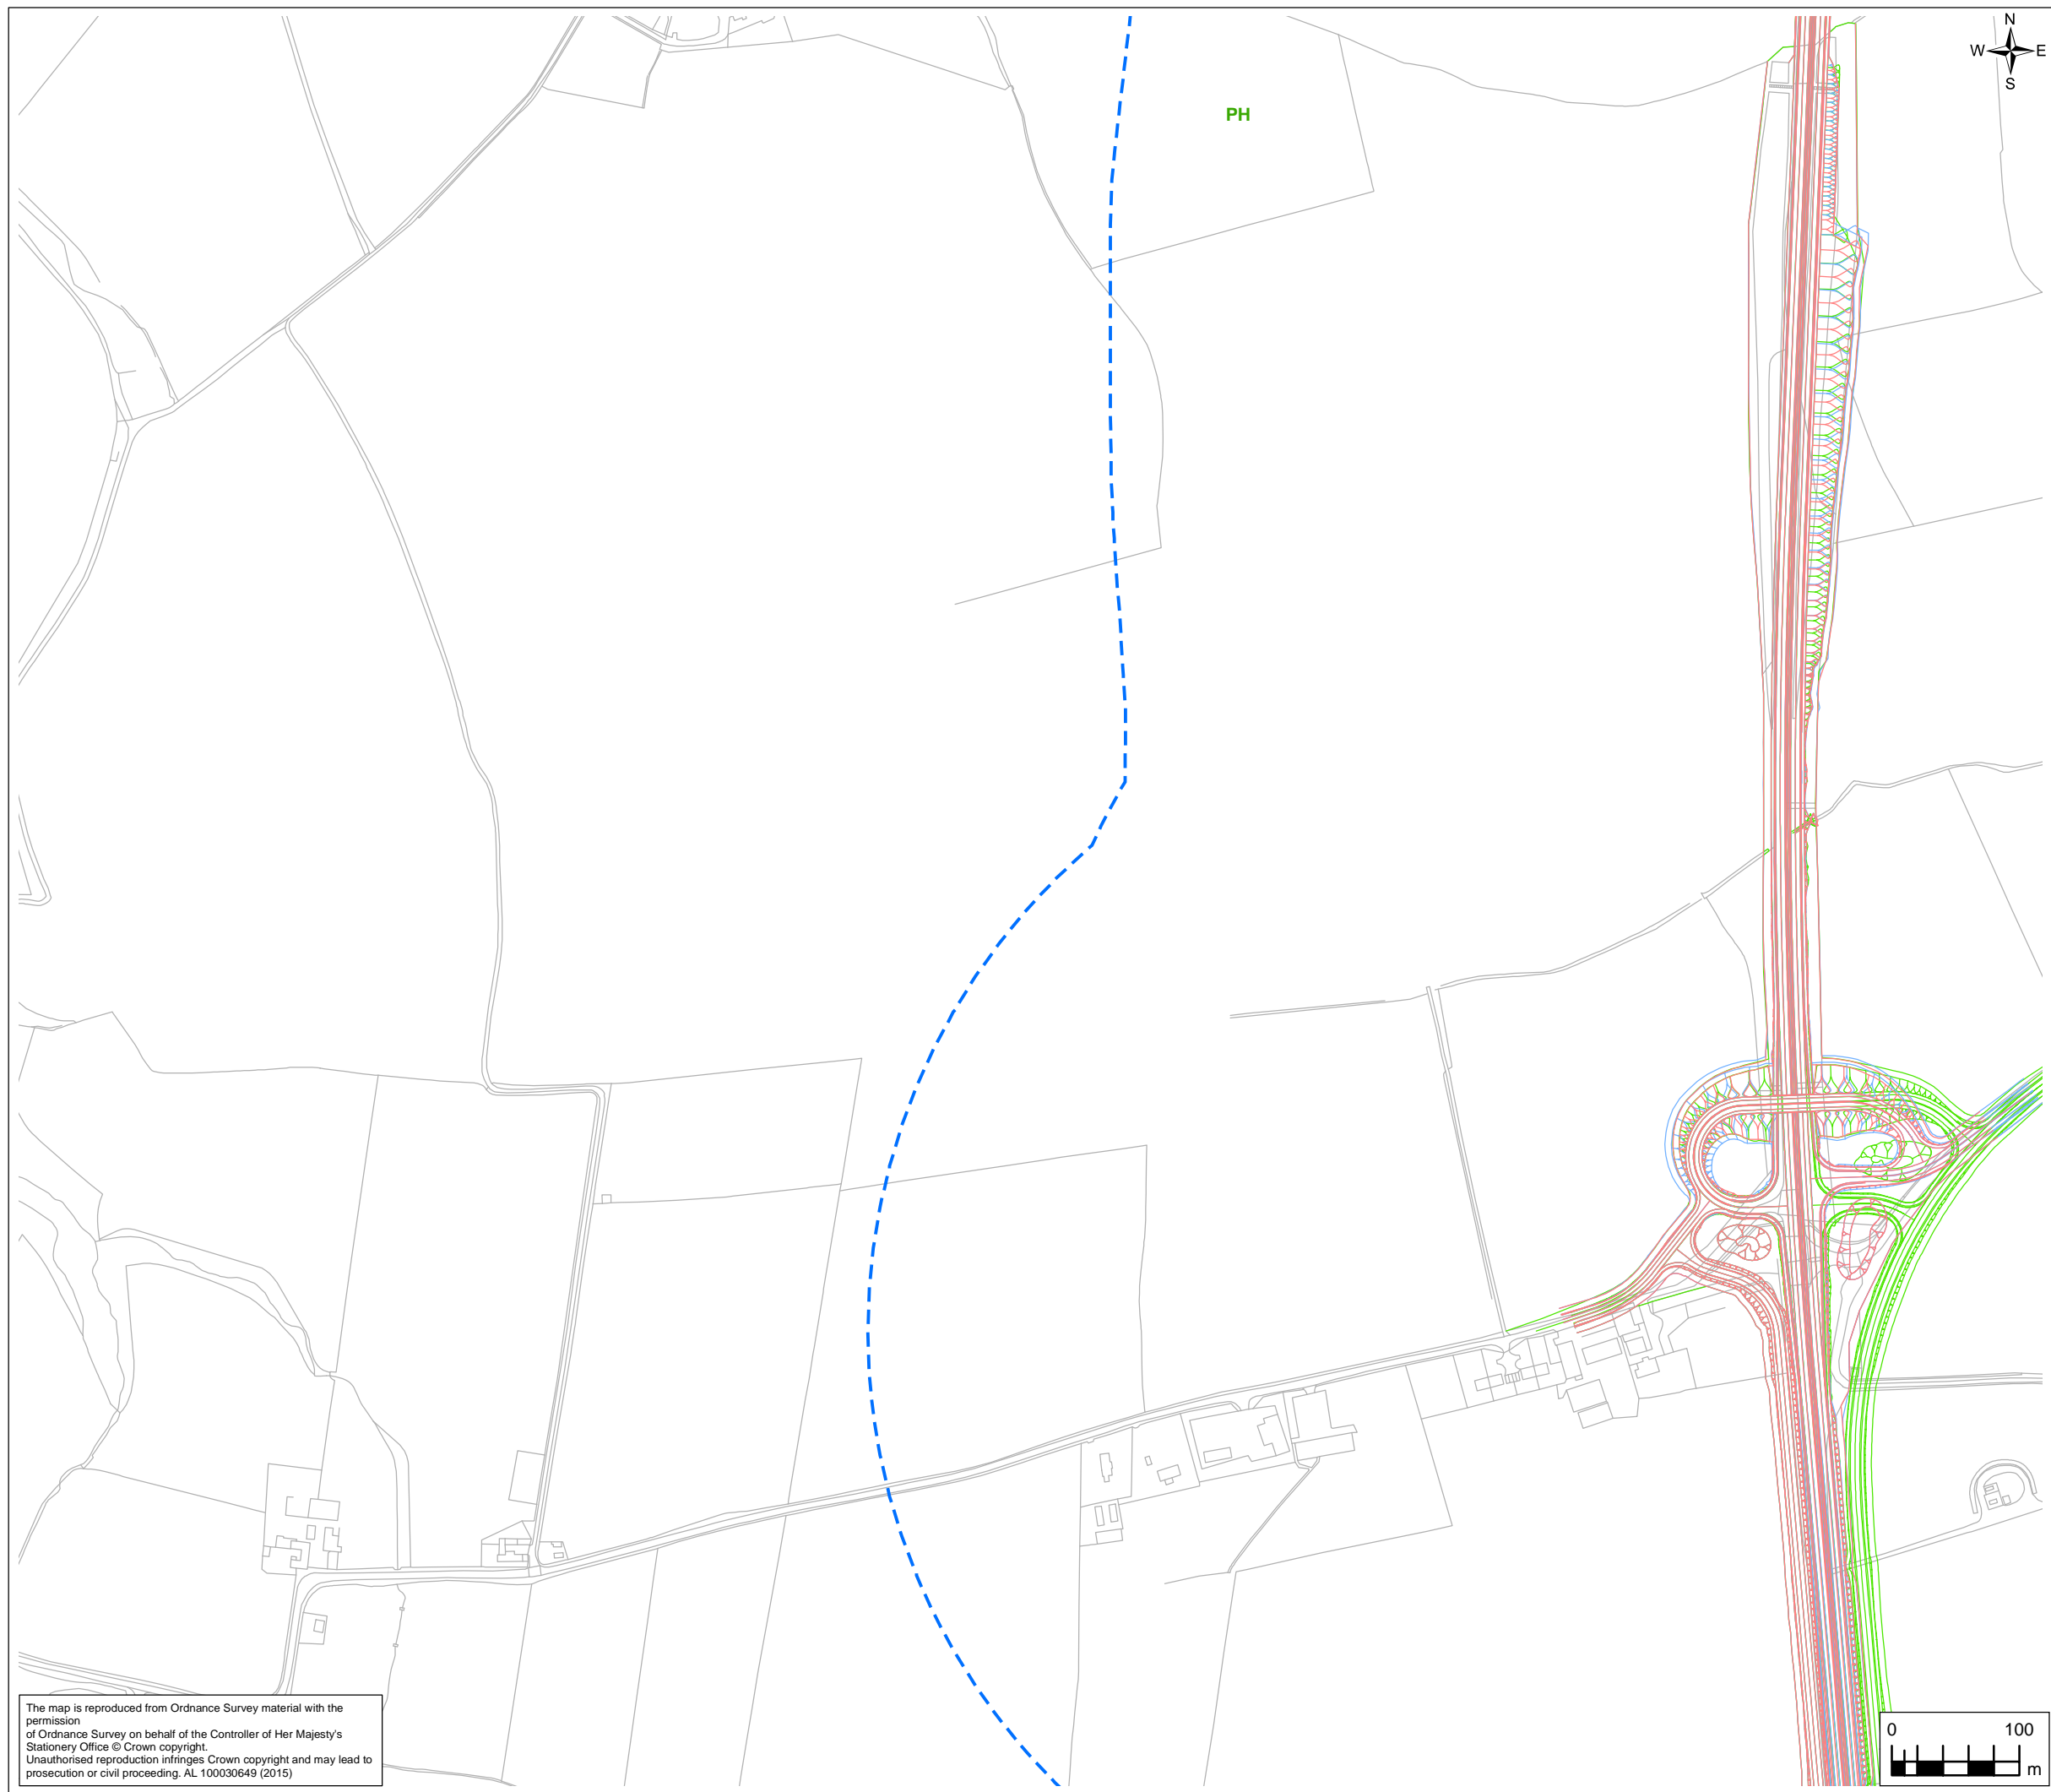 N
W E
S
PH
The map is reproduced from Ordnance Survey material with the
permission
of Ordnance Survey on behalf of the Controller of Her Majesty's
Stationery Office © Crown copyright.
Unauthorised reproduction infringes Crown copyright and may lead to
prosecution or civil proceeding. AL 100030649 (2015)
0 100
m